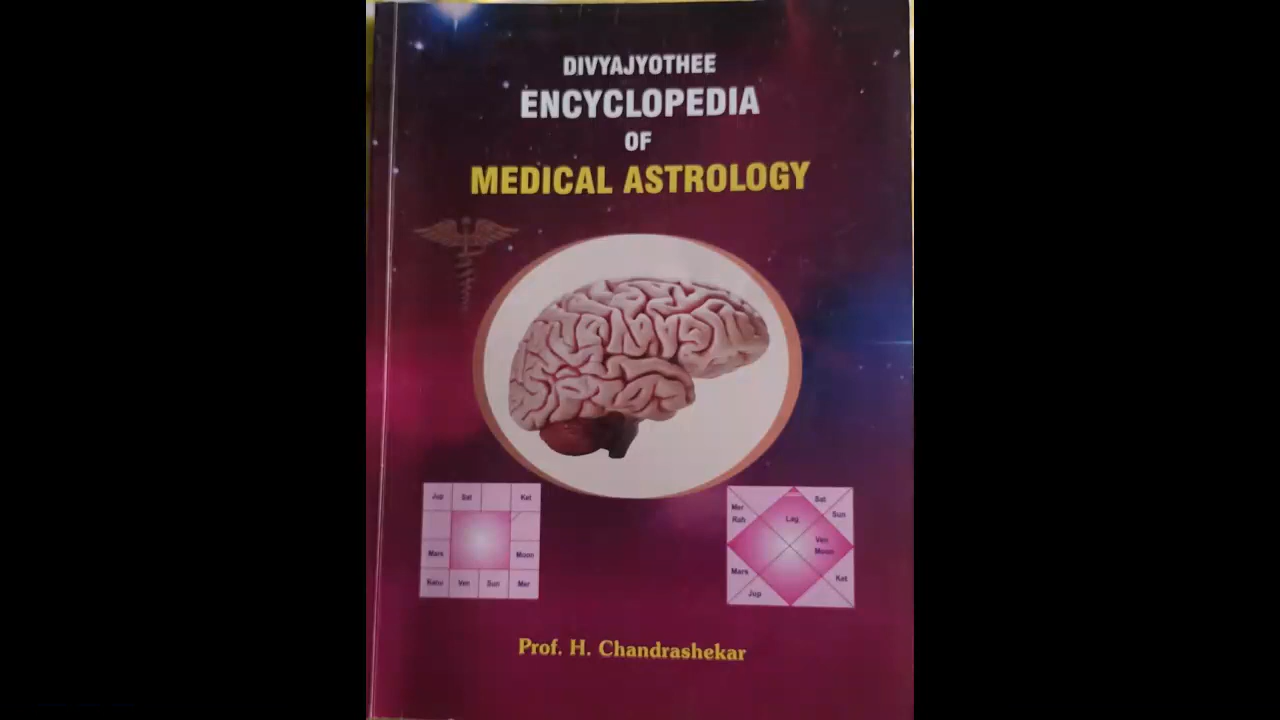 DIVYAJYOTHEE
ENCYCLOPEDIA
OF
MEDICAL ASTROLOGY
Jup Sat Ket
Mars Moon
Ven Sun Mer
Mer Rah
Lag
Sat
Sun
Ven
Moon
Mars
Jup
Ket
Prof. H. Chandrashekar